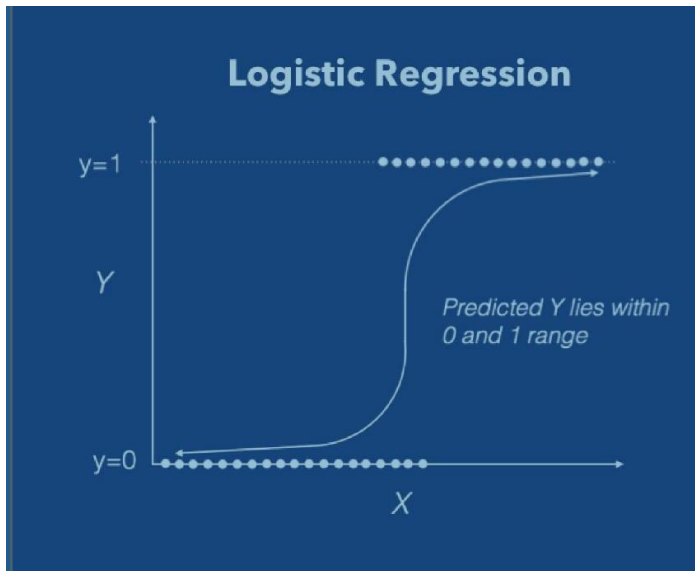 Logistic Regression
y=1
Y
Predicted Y lies within
0 and 1 range
y=0
X